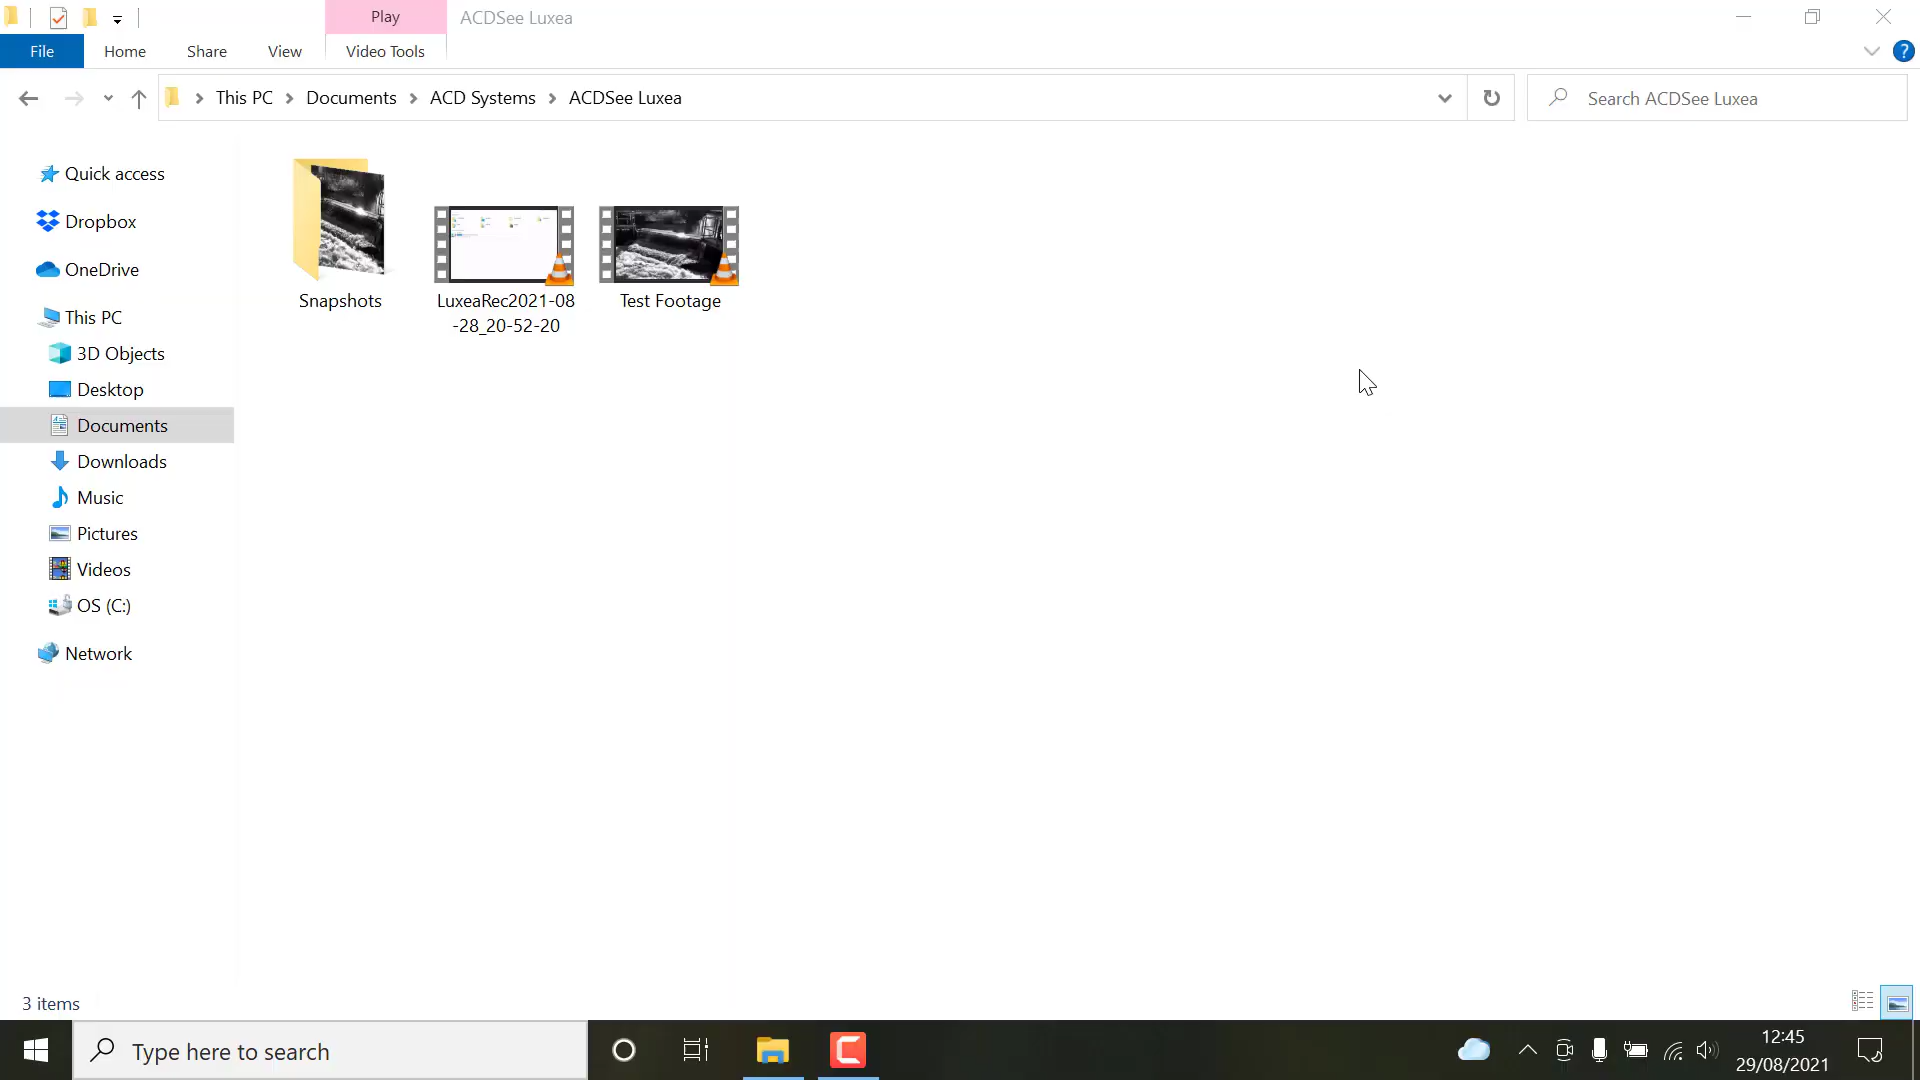 Play
ACDSee Luxea
File
Home
Share
View
Video Tools
This PC
Documents
ACD Systems
ACDSee Luxea
Search ACDSee Luxea
Quick access
Dropbox
OneDrive
This PC
3D Objects
Desktop
Documents
Downloads
Music
Pictures
Videos
OS (C:)
Network
Snapshots
LuxeaRec2021-08
-28_20-52-20
Test Footage
3 items
Type here to search
12:45
29/08/2021